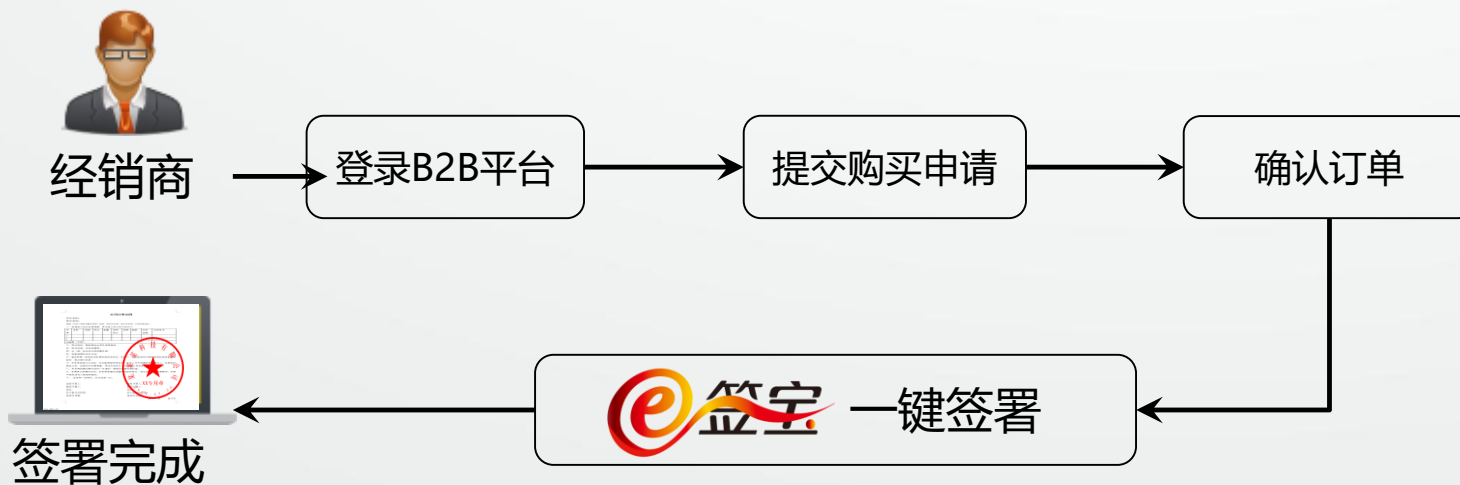 经销商
登录B2B平台
提交购买申请
确认订单
e签宝 一键签署
签署完成